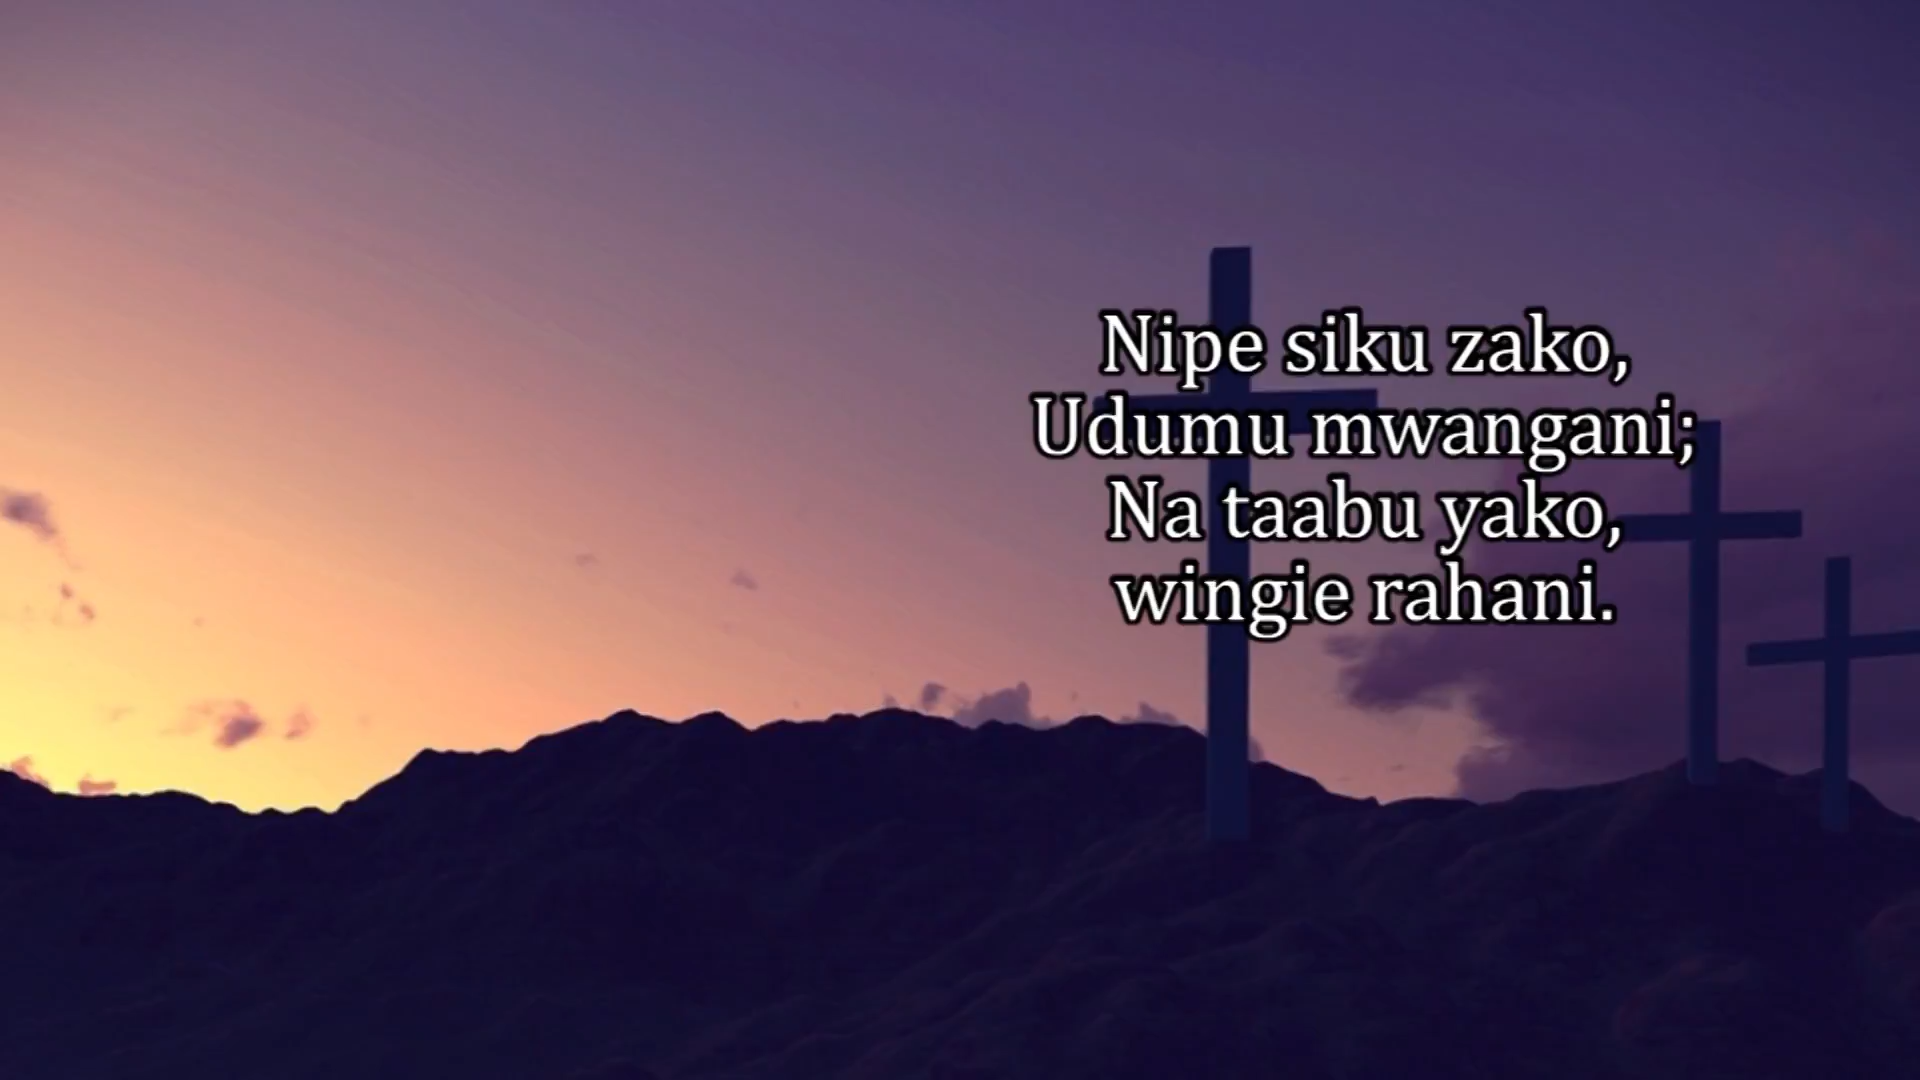 Nipe siku zako,
Udumu mwangani;
Na taabu yako,
wingie rahani.